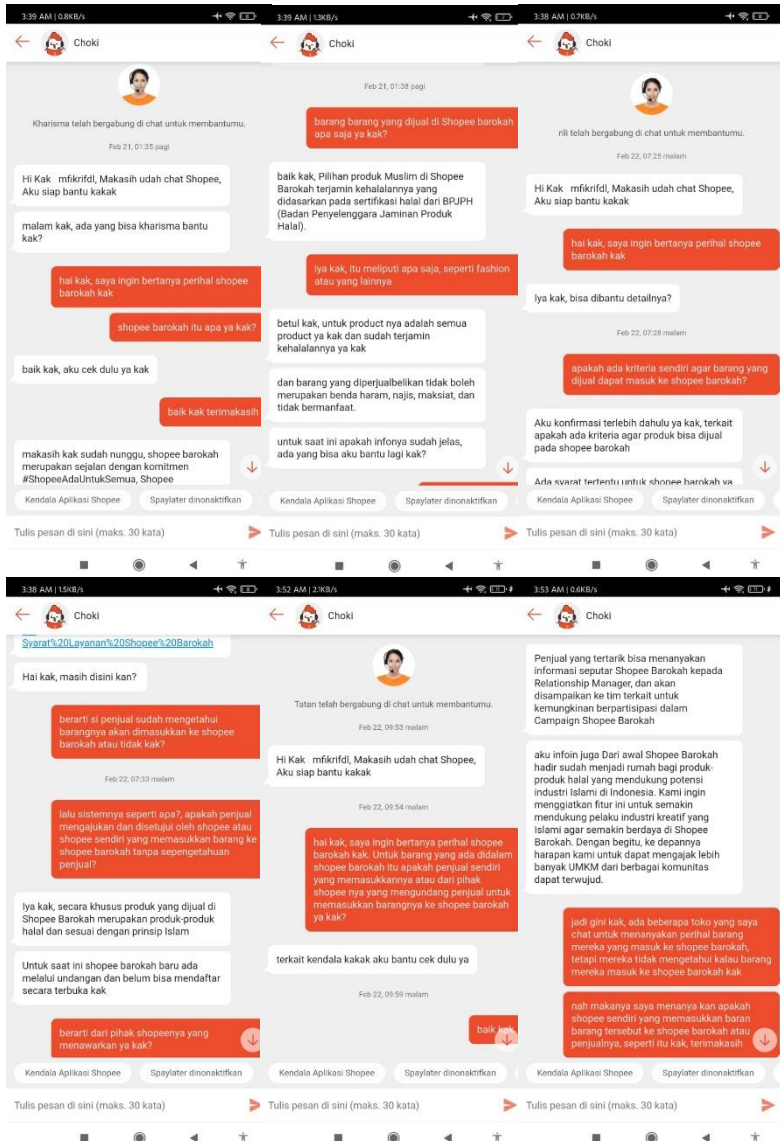 3:39 AM | 0.8KB/s
Choki
Kharisma telah bergabung di chat untuk membantumu.
Feb 21, 01:35 pagi
Hi Kak mfikrifdl, Makasih udah chat Shopee,
Aku siap bantu kakak
malam kak, ada yang bisa kharisma bantu
kak?
hai kak, saya ingin bertanya perihal shopee
barokah kak
shopee barokah itu apa ya kak?
baik kak, aku cek dulu ya kak
baik kak terimakasih
makasih kak sudah nunggu, shopee barokah
merupakan sejalan dengan komitmen
#ShopeeAdaUntukSemua, Shopee
Kendala Aplikasi Shopee
Spaylater dinonaktifkan
Tulis pesan di sini (maks. 30 kata)
3:39 AM | 1.3KB/s
Choki
Feb 21, 01:38 pagi
barang barang yang dijual di Shopee barokah
apa saja ya kak?
baik kak, Pilihan produk Muslim di Shopee
Barokah terjamin kehalalannya yang
didasarkan pada sertifikasi halal dari BPJPH
(Badan Penyelenggara Jaminan Produk
Halal).
iya kak, itu meliputi apa saja, seperti fashion
atau yang lainnya
betul kak, untuk product nya adalah semua
product ya kak dan sudah terjamin
kehalalannya ya kak
dan barang yang diperjualbelikan tidak boleh
merupakan benda haram, najis, maksiat, dan
tidak bermanfaat.
untuk saat ini apakah infonya sudah jelas,
ada yang bisa aku bantu lagi kak?
Kendala Aplikasi Shopee
Spaylater dinonaktifkan
Tulis pesan di sini (maks. 30 kata)
3:38 AM | 0.7KB/s
Choki
rili telah bergabung di chat untuk membantumu.
Feb 22, 07:25 malam
Hi Kak mfikrifdl, Makasih udah chat Shopee,
Aku siap bantu kakak
hai kak, saya ingin bertanya perihal shopee
barokah kak
Iya kak, bisa dibantu detailnya?
Feb 22, 07:28 malam
apakah ada kriteria sendiri agar barang yang
dijual dapat masuk ke shopee barokah?
Aku konfirmasi terlebih dahulu ya kak, terkait
apakah ada kriteria agar produk bisa dijual
pada shopee barokah
Ada syarat tertentu untuk shopee barokah ya
Kendala Aplikasi Shopee
Spaylater dinonaktifkan
Tulis pesan di sini (maks. 30 kata)
3:38 AM | 1.5KB/s
Choki
Syarat%20Layanan%20Shopee%20Barokah
Hai kak, masih disini kan?
berarti si penjual sudah mengetahui
barangnya akan dimasukkan ke shopee
barokah atau tidak kak?
Feb 22, 07:33 malam
lalu sistemnya seperti apa?, apakah penjual
mengajukan dan disetujui oleh shopee atau
shopee sendiri yang memasukkan barang ke
shopee barokah tanpa sepengetahuan
penjual?
Iya kak, secara khusus produk yang dijual di
Shopee Barokah merupakan produk-produk
halal dan sesuai dengan prinsip Islam
Untuk saat ini shopee barokah baru ada
melalui undangan dan belum bisa mendaftar
secara terbuka kak
berarti dari pihak shopeenya yang
menawarkan ya kak?
Kendala Aplikasi Shopee
Spaylater dinonaktifkan
Tulis pesan di sini (maks. 30 kata)
3:52 AM | 2.1KB/s
Choki
Tatan telah bergabung di chat untuk membantumu.
Feb 22, 09:53 malam
Hi Kak mfikrifdl, Makasih udah chat Shopee,
Aku siap bantu kakak
Feb 22, 09:54 malam
hai kak, saya ingin bertanya perihal shopee
barokah kak. Untuk barang yang ada didalam
shopee barokah itu apakah penjual sendiri
yang memasukkannya atau dari pihak
shopee nya yang mengundang penjual untuk
memasukkan barangnya ke shopee barokah
ya kak?
terkait kendala kakak aku bantu cek dulu ya
Feb 22, 09:59 malam
baik kak
Kendala Aplikasi Shopee
Spaylater dinonaktifkan
Tulis pesan di sini (maks. 30 kata)
3:53 AM | 0.6KB/s
Choki
Penjual yang tertarik bisa menanyakan
informasi seputar Shopee Barokah kepada
Relationship Manager, dan akan
disampaikan ke tim terkait untuk
kemungkinan berpartisipasi dalam
Campaign Shopee Barokah
aku infoin juga Dari awal Shopee Barokah
hadir sudah menjadi rumah bagi produk-
produk halal yang mendukung potensi
industri Islami di Indonesia. Kami ingin
menggiatkan fitur ini untuk semakin
mendukung pelaku industri kreatif yang
Islami agar semakin berdaya di Shopee
Barokah. Dengan begitu, ke depannya
harapan kami untuk dapat mengajak lebih
banyak UMKM dari berbagai komunitas
dapat terwujud.
jadi gini kak, ada beberapa toko yang saya
chat untuk menanyakan perihal barang
mereka yang masuk ke shopee barokah,
tetapi mereka tidak mengetahui kalau barang
mereka masuk ke shopee barokah kak
nah makanya saya menanya kan apakah
shopee sendiri yang memasukkan baran
barang tersebut ke shopee barokah atau
penjualnya, seperti itu kak, terimakasih
Kendala Aplikasi Shopee
Spaylater dinonaktifkan
Tulis pesan di sini (maks. 30 kata)